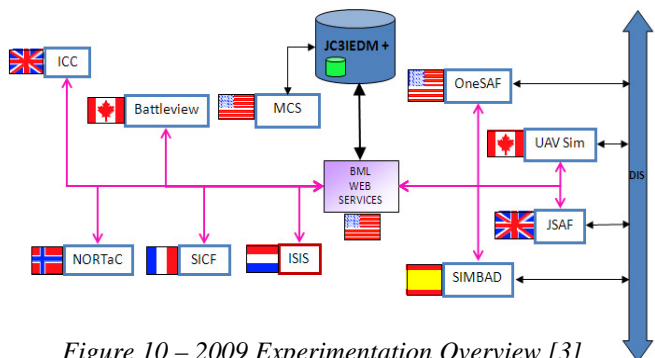 JC3IEDM +
ICC
OneSAF
Battleview
MCS
UAV Sim
BML
WEB
SERVICES
DIS
JSAF
NORTaC
SICF
ISIS
SIMBAD
Figure 10 – 2009 Experimentation Overview [3]